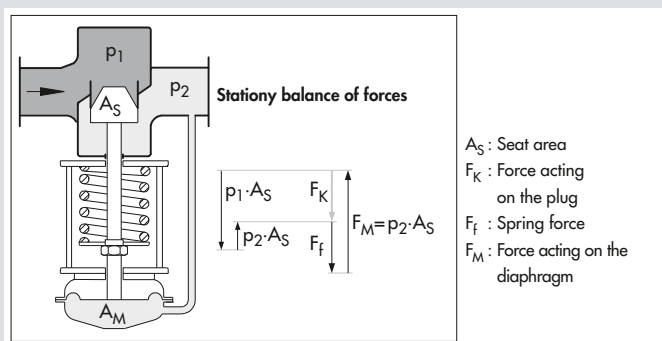 p1
p2
AS
Stationy balance of forces
p1·AS
FK
p2·AS
Ff
FM=p2·AS
AM
AS : Seat area
FK : Force acting
on the plug
Ff : Spring force
FM : Force acting on the
diaphragm